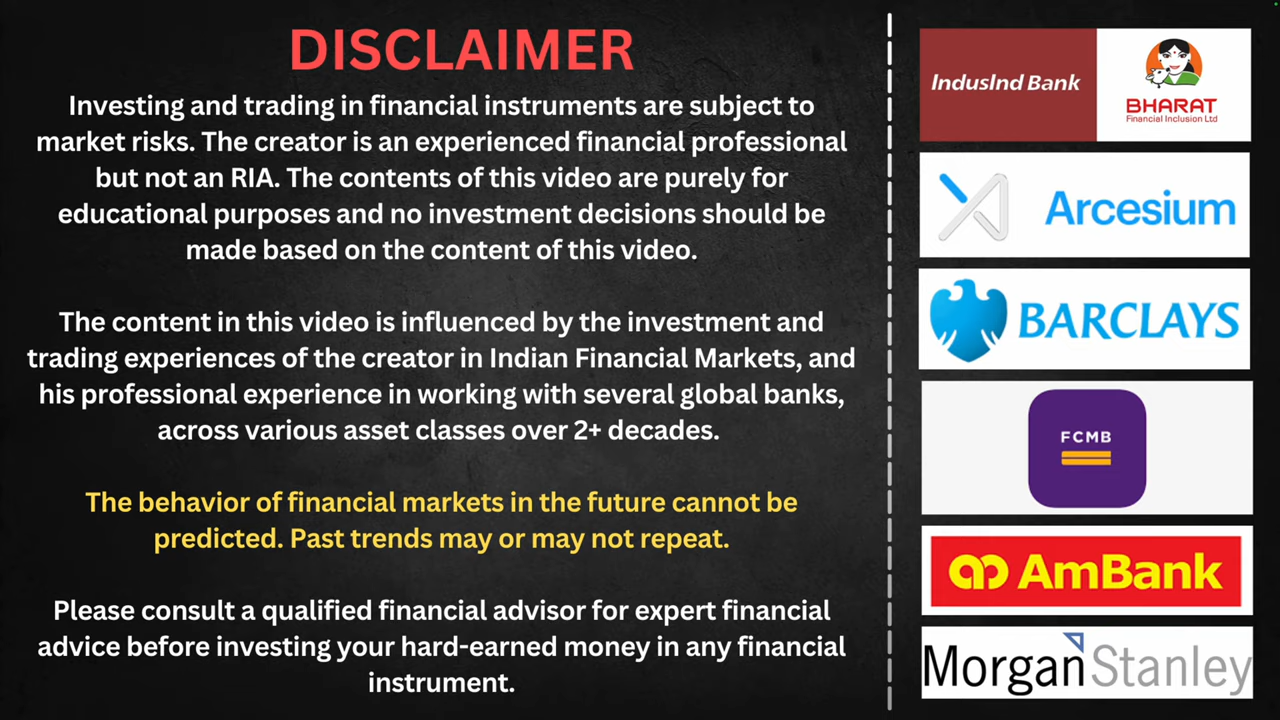 DISCLAIMER
Investing and trading in financial instruments are subject to
market risks. The creator is an experienced financial professional
but not an RIA. The contents of this video are purely for
educational purposes and no investment decisions should be
made based on the content of this video.
The content in this video is influenced by the investment and
trading experiences of the creator in Indian Financial Markets, and
his professional experience in working with several global banks,
across various asset classes over 2+ decades.
The behavior of financial markets in the future cannot be
predicted. Past trends may or may not repeat.
Please consult a qualified financial advisor for expert financial
advice before investing your hard-earned money in any financial
instrument.
IndusInd Bank
BHARAT
Financial Inclusion Ltd
Arcesium
BARCLAYS
FCMB
AmBank
Morgan Stanley